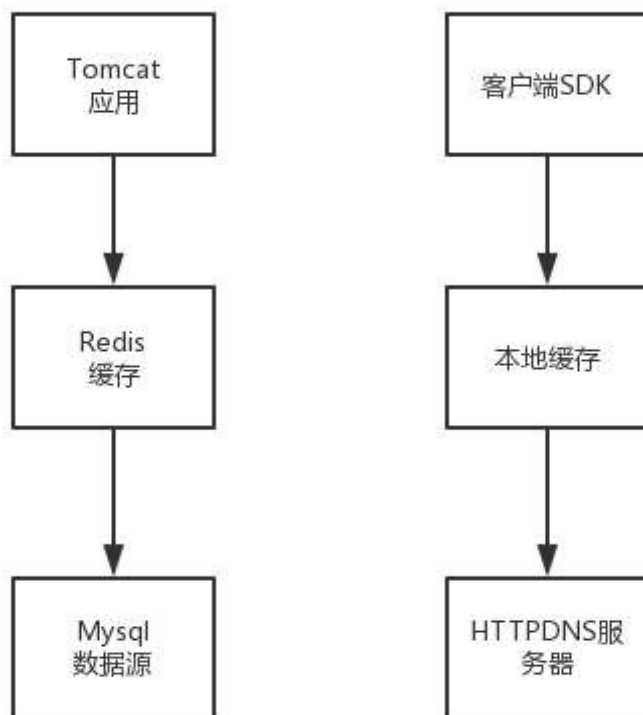 Tomcat
应用
客户端SDK
Redis
缓存
本地缓存
Mysql
数据源
HTTPDNS服
务器